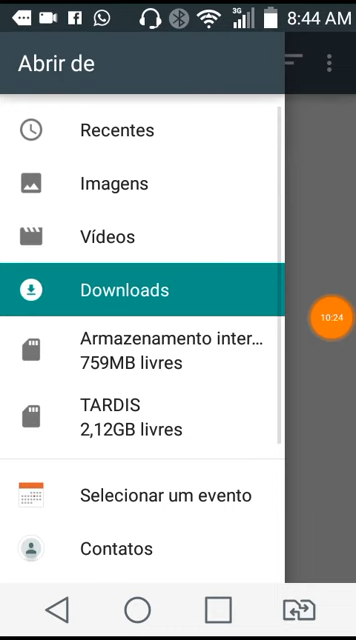 3G 8:44 AM
Abrir de
Recentes
Imagens
Vídeos
Downloads
10:24
Armazenamento inter...
759MB livres
TARDIS
2,12GB livres
Selecionar um evento
Contatos